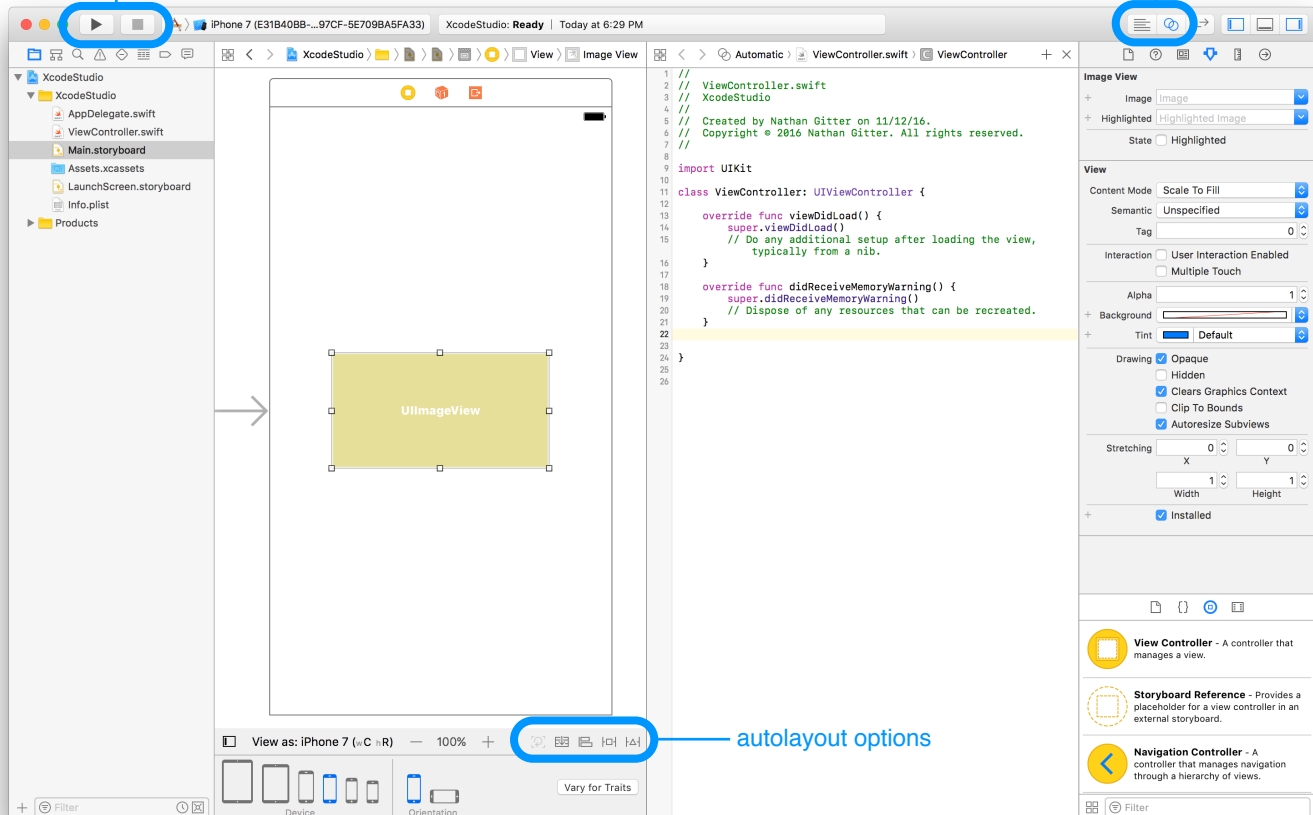 iPhone 7 (E31B40BB-...97CF-5E709BA5FA33)
XcodeStudio: Ready | Today at 6:29 PM
XcodeStudio
View
Image View
Automatic
ViewController.swift
ViewController
XcodeStudio
XcodeStudio
AppDelegate.swift
ViewController.swift
Main.storyboard
Assets.xcassets
LaunchScreen.storyboard
Info.plist
Products
Filter
UIImageView
View as: iPhone 7 (wC hR)
100%
Device
Orientation
Vary for Traits
autolayout options
1 //
2 //  ViewController.swift
3 //  XcodeStudio
4 //
5 //  Created by Nathan Gitter on 11/12/16.
6 //  Copyright © 2016 Nathan Gitter. All rights reserved.
7 //
8
9 import UIKit
10
11 class ViewController: UIViewController {
12
13     override func viewDidLoad() {
14         super.viewDidLoad()
15         // Do any additional setup after loading the view,
typically from a nib.
16     }
17
18     override func didReceiveMemoryWarning() {
19         super.didReceiveMemoryWarning()
20         // Dispose of any resources that can be recreated.
21     }
22
23
24 }
25
26
Image View
Image Image
Highlighted Highlighted Image
State Highlighted
View
Content Mode Scale To Fill
Semantic Unspecified
Tag 0
Interaction User Interaction Enabled
Multiple Touch
Alpha 1
Background
Tint Default
Drawing Opaque
Hidden
Clears Graphics Context
Clip To Bounds
Autoresize Subviews
Stretching 0 0
X Y
1 1
Width Height
Installed
{}
View Controller - A controller that
manages a view.
Storyboard Reference - Provides a
placeholder for a view controller in an
external storyboard.
Navigation Controller - A
controller that manages navigation
through a hierarchy of views.
Filter